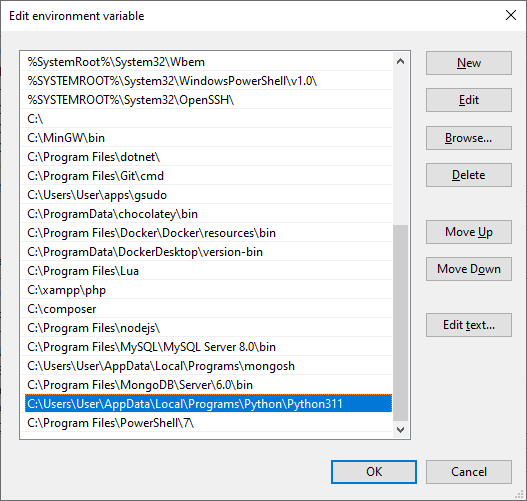 Edit environment variable
%SystemRoot%\System32\Wbem
%SYSTEMROOT%\System32\WindowsPowerShell\v1.0\
%SYSTEMROOT%\System32\OpenSSH\
C:\
C:\MinGW\bin
C:\Program Files\dotnet\
C:\Program Files\Git\cmd
C:\Users\User\apps\gsudo
C:\ProgramData\chocolatey\bin
C:\Program Files\Docker\Docker\resources\bin
C:\ProgramData\DockerDesktop\version-bin
C:\Program Files\Lua
C:\xampp\php
C:\composer
C:\Program Files\nodejs\
C:\Program Files\MySQL\MySQL Server 8.0\bin
C:\Users\User\AppData\Local\Programs\mongosh
C:\Program Files\MongoDB\Server\6.0\bin
C:\Users\User\AppData\Local\Programs\Python\Python311
C:\Program Files\PowerShell\7\
New
Edit
Browse...
Delete
Move Up
Move Down
Edit text...
OK
Cancel